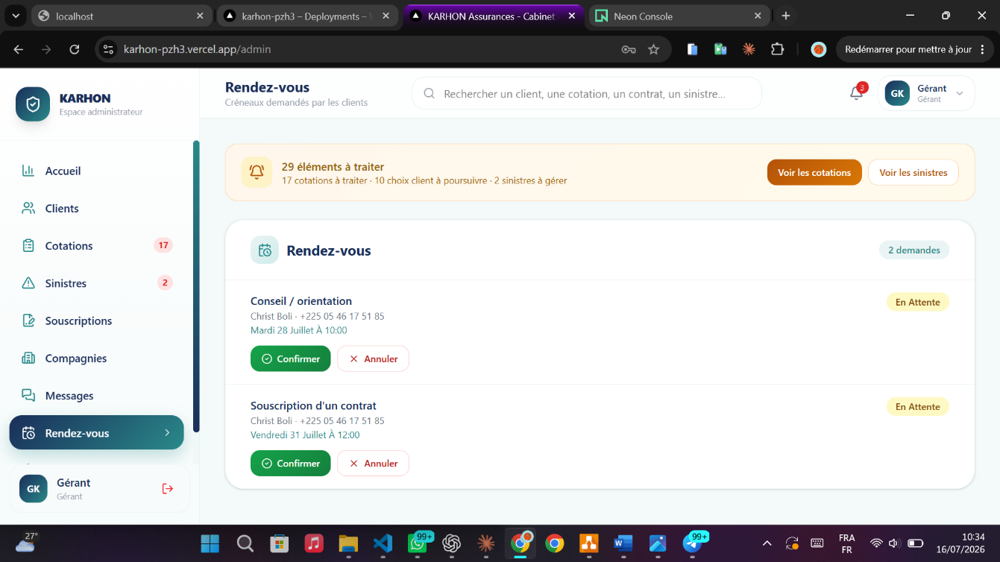 localhost
karhon-pzh3 – Deployments –
KARHON Assurances - Cabinet
Neon Console
karhon-pzh3.vercel.app/admin
Redémarrer pour mettre à jour
KARHON
Espace administrateur
Rendez-vous
Créneaux demandés par les clients
Rechercher un client, une cotation, un contrat, un sinistre...
3
GK
Gérant
Gérant
Accueil
Clients
Cotations
17
Sinistres
2
Souscriptions
Compagnies
Messages
Rendez-vous
GK
Gérant
Gérant
29 éléments à traiter
17 cotations à traiter · 10 choix client à poursuivre · 2 sinistres à gérer
Voir les cotations
Voir les sinistres
Rendez-vous
2 demandes
Conseil / orientation
En Attente
Christ Boli · +225 05 46 17 51 85
Mardi 28 Juillet À 10:00
Confirmer
Annuler
Souscription d'un contrat
En Attente
Christ Boli · +225 05 46 17 51 85
Vendredi 31 Juillet À 12:00
Confirmer
Annuler
27°
99+
99+
FRA
FR
10:34
16/07/2026